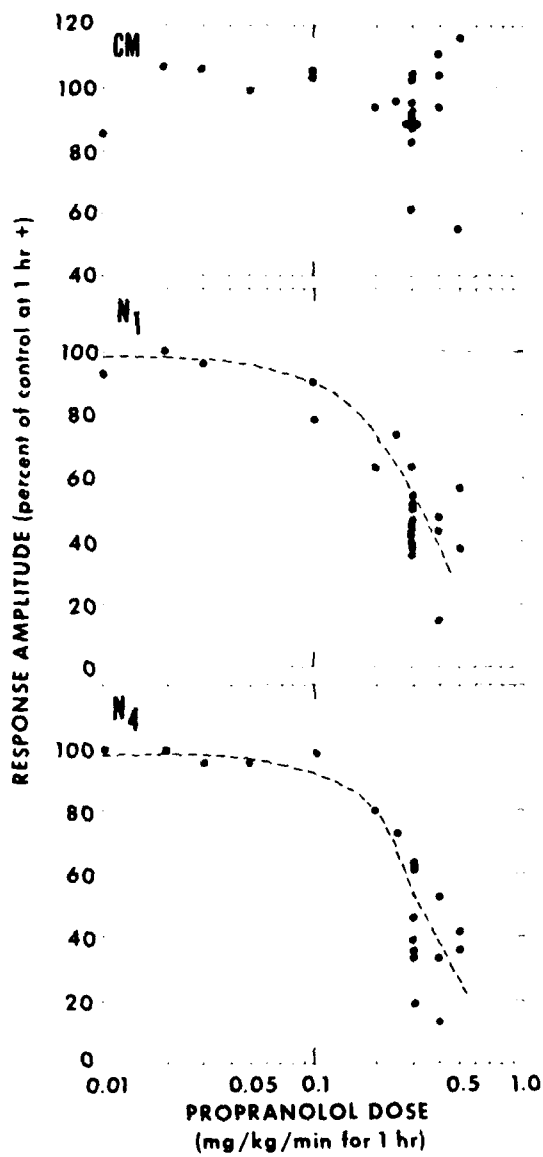 120
CM
100
80
60
40
N1
100
80
60
40
20
0
N4
100
80
60
40
20
0
0.01 0.05 0.1 0.5 1.0
PROPRANOLOL DOSE
(mg/kg/min for 1 hr)
RESPONSE AMPLITUDE (percent of control at 1 hr +)